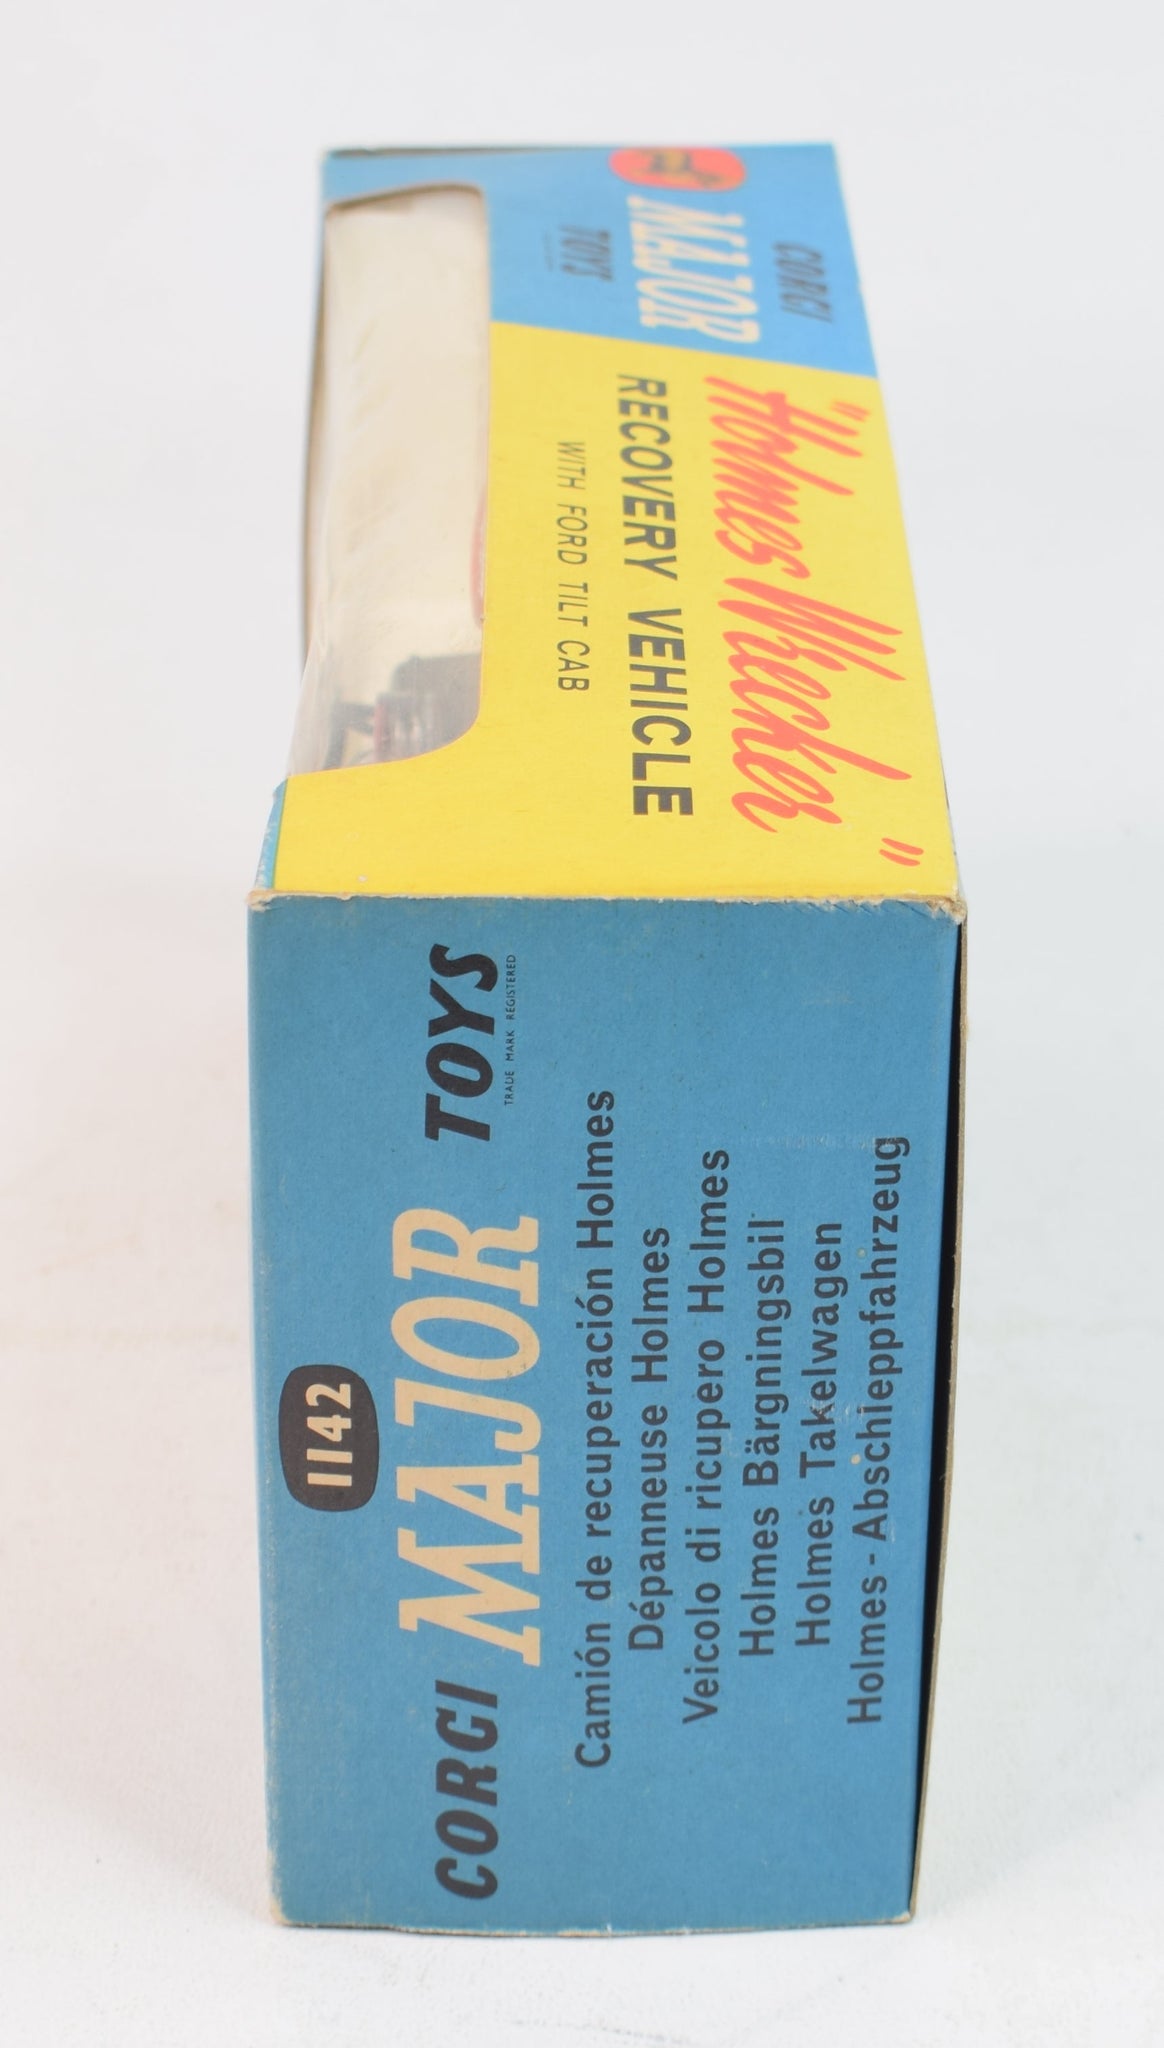 CORGI
MAJOR
TOYS
"Holmes Wrecker"
RECOVERY VEHICLE
WITH FORD TILT CAB
1142
CORGI MAJOR TOYS
TRADE MARK REGISTERED
Camión de recuperación Holmes
Dépanneuse Holmes
Veicolo di ricupero Holmes
Holmes Bärgningsbil
Holmes Takelwagen
Holmes - Abschleppfahrzeug